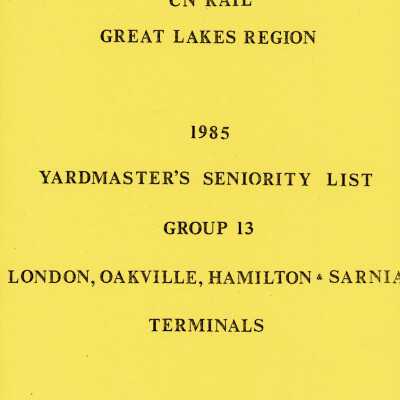 CN RAIL
GREAT LAKES REGION
1985
YARDMASTER'S SENIORITY LIST
GROUP 13
LONDON, OAKVILLE, HAMILTON & SARNIA
TERMINALS